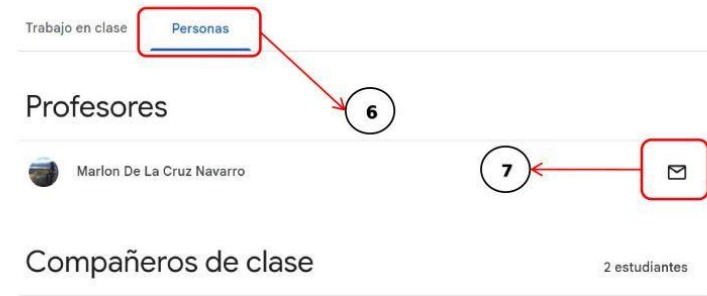 Trabajo en clase Personas
Profesores
6
Marlon De La Cruz Navarro 7
Compañeros de clase 2 estudiantes